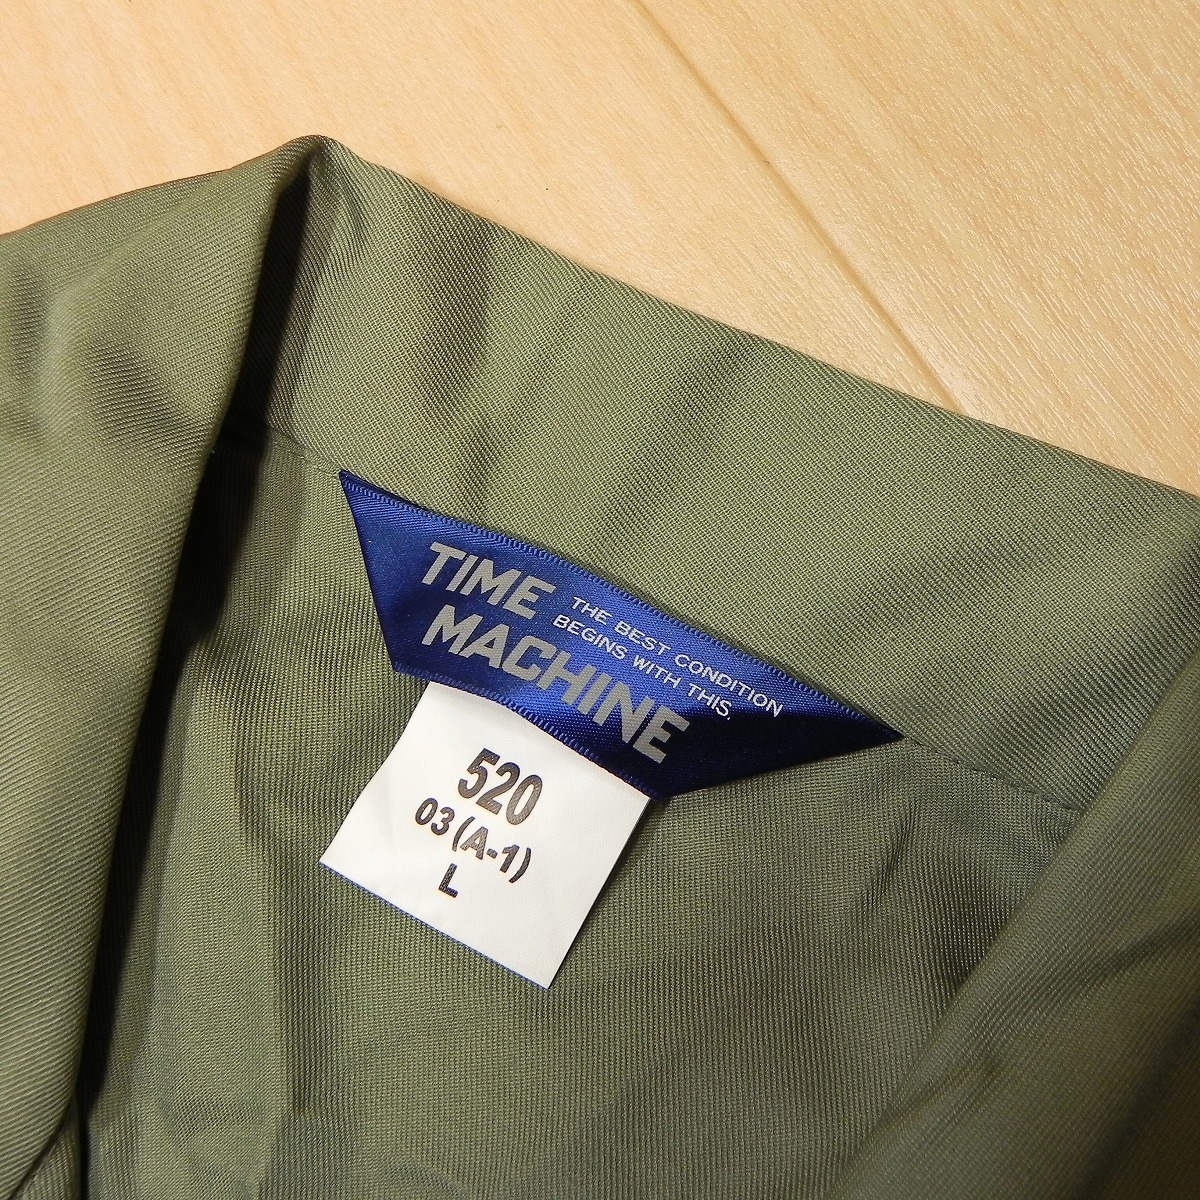 TIME
MACHINE
THE BEST CONDITION
BEGINS WITH THIS.
520
03(A-1)
L